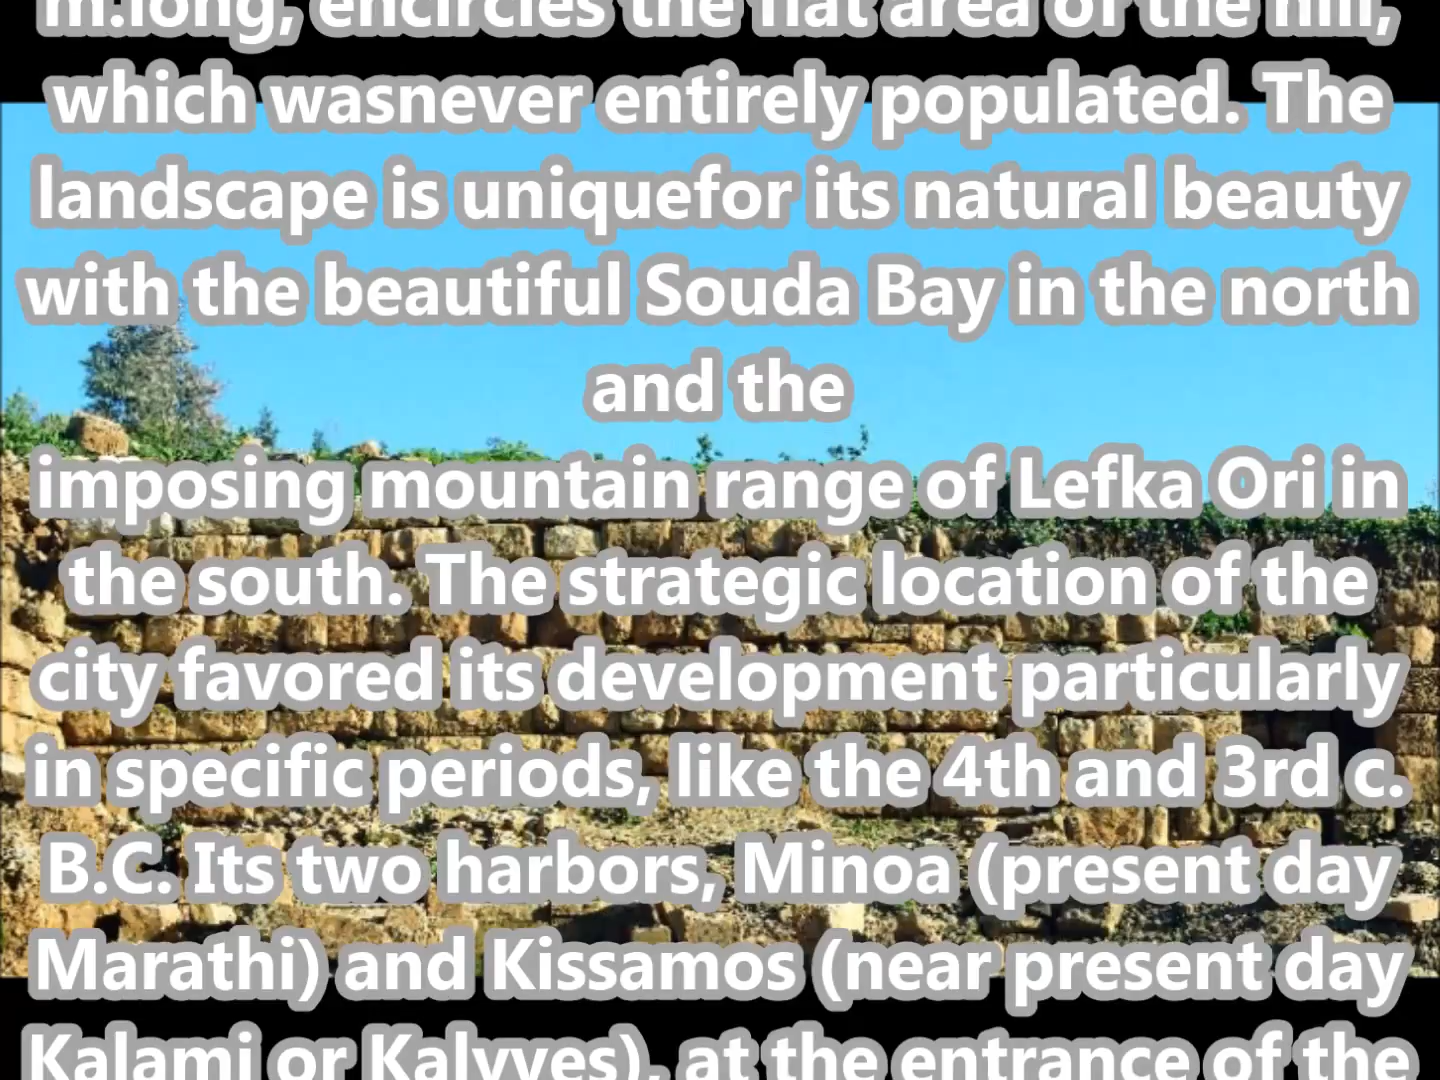 m.long, encircles the flat area of the hill,
which wasnever entirely populated. The
landscape is uniquefor its natural beauty
with the beautiful Souda Bay in the north
and the
imposing mountain range of Lefka Ori in
the south. The strategic location of the
city favored its development particularly
in specific periods, like the 4th and 3rd c.
B.C. Its two harbors, Minoa (present day
Marathi) and Kissamos (near present day
Kalami or Kalyves), at the entrance of the